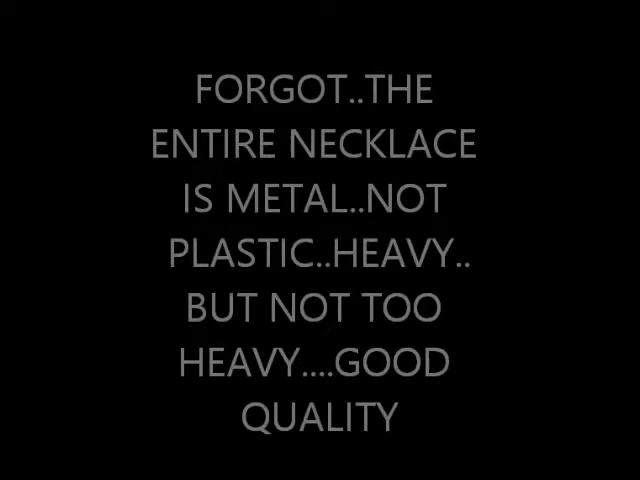 FORGOT..THE
ENTIRE NECKLACE
IS METAL..NOT
PLASTIC..HEAVY..
BUT NOT TOO
HEAVY....GOOD
QUALITY